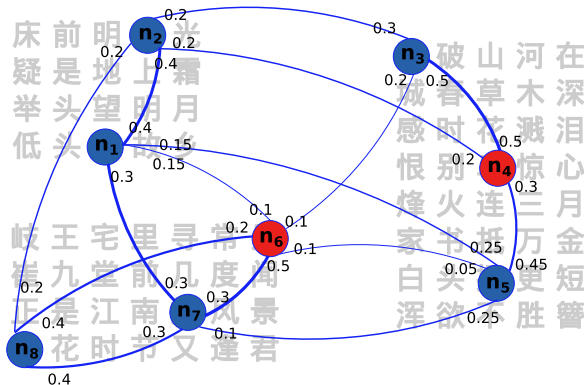 床前明光
疑是地上霜
举头望明月
低头故乡
破山河在
城春草木深
感时花溅泪
恨别惊心
烽火连三月
家书抵万金
白头更短
浑欲不胜簪
岐王宅里寻常
崔九堂前几度闻
正是江南风景
花时节又逢君
n2
n3
n1
n4
n6
n5
n7
n8
0.2
0.2
0.2
0.4
0.3
0.2
0.5
0.4
0.15
0.15
0.3
0.5
0.2
0.3
0.1
0.1
0.2
0.1
0.5
0.25
0.05
0.45
0.25
0.3
0.3
0.3
0.1
0.2
0.4
0.4